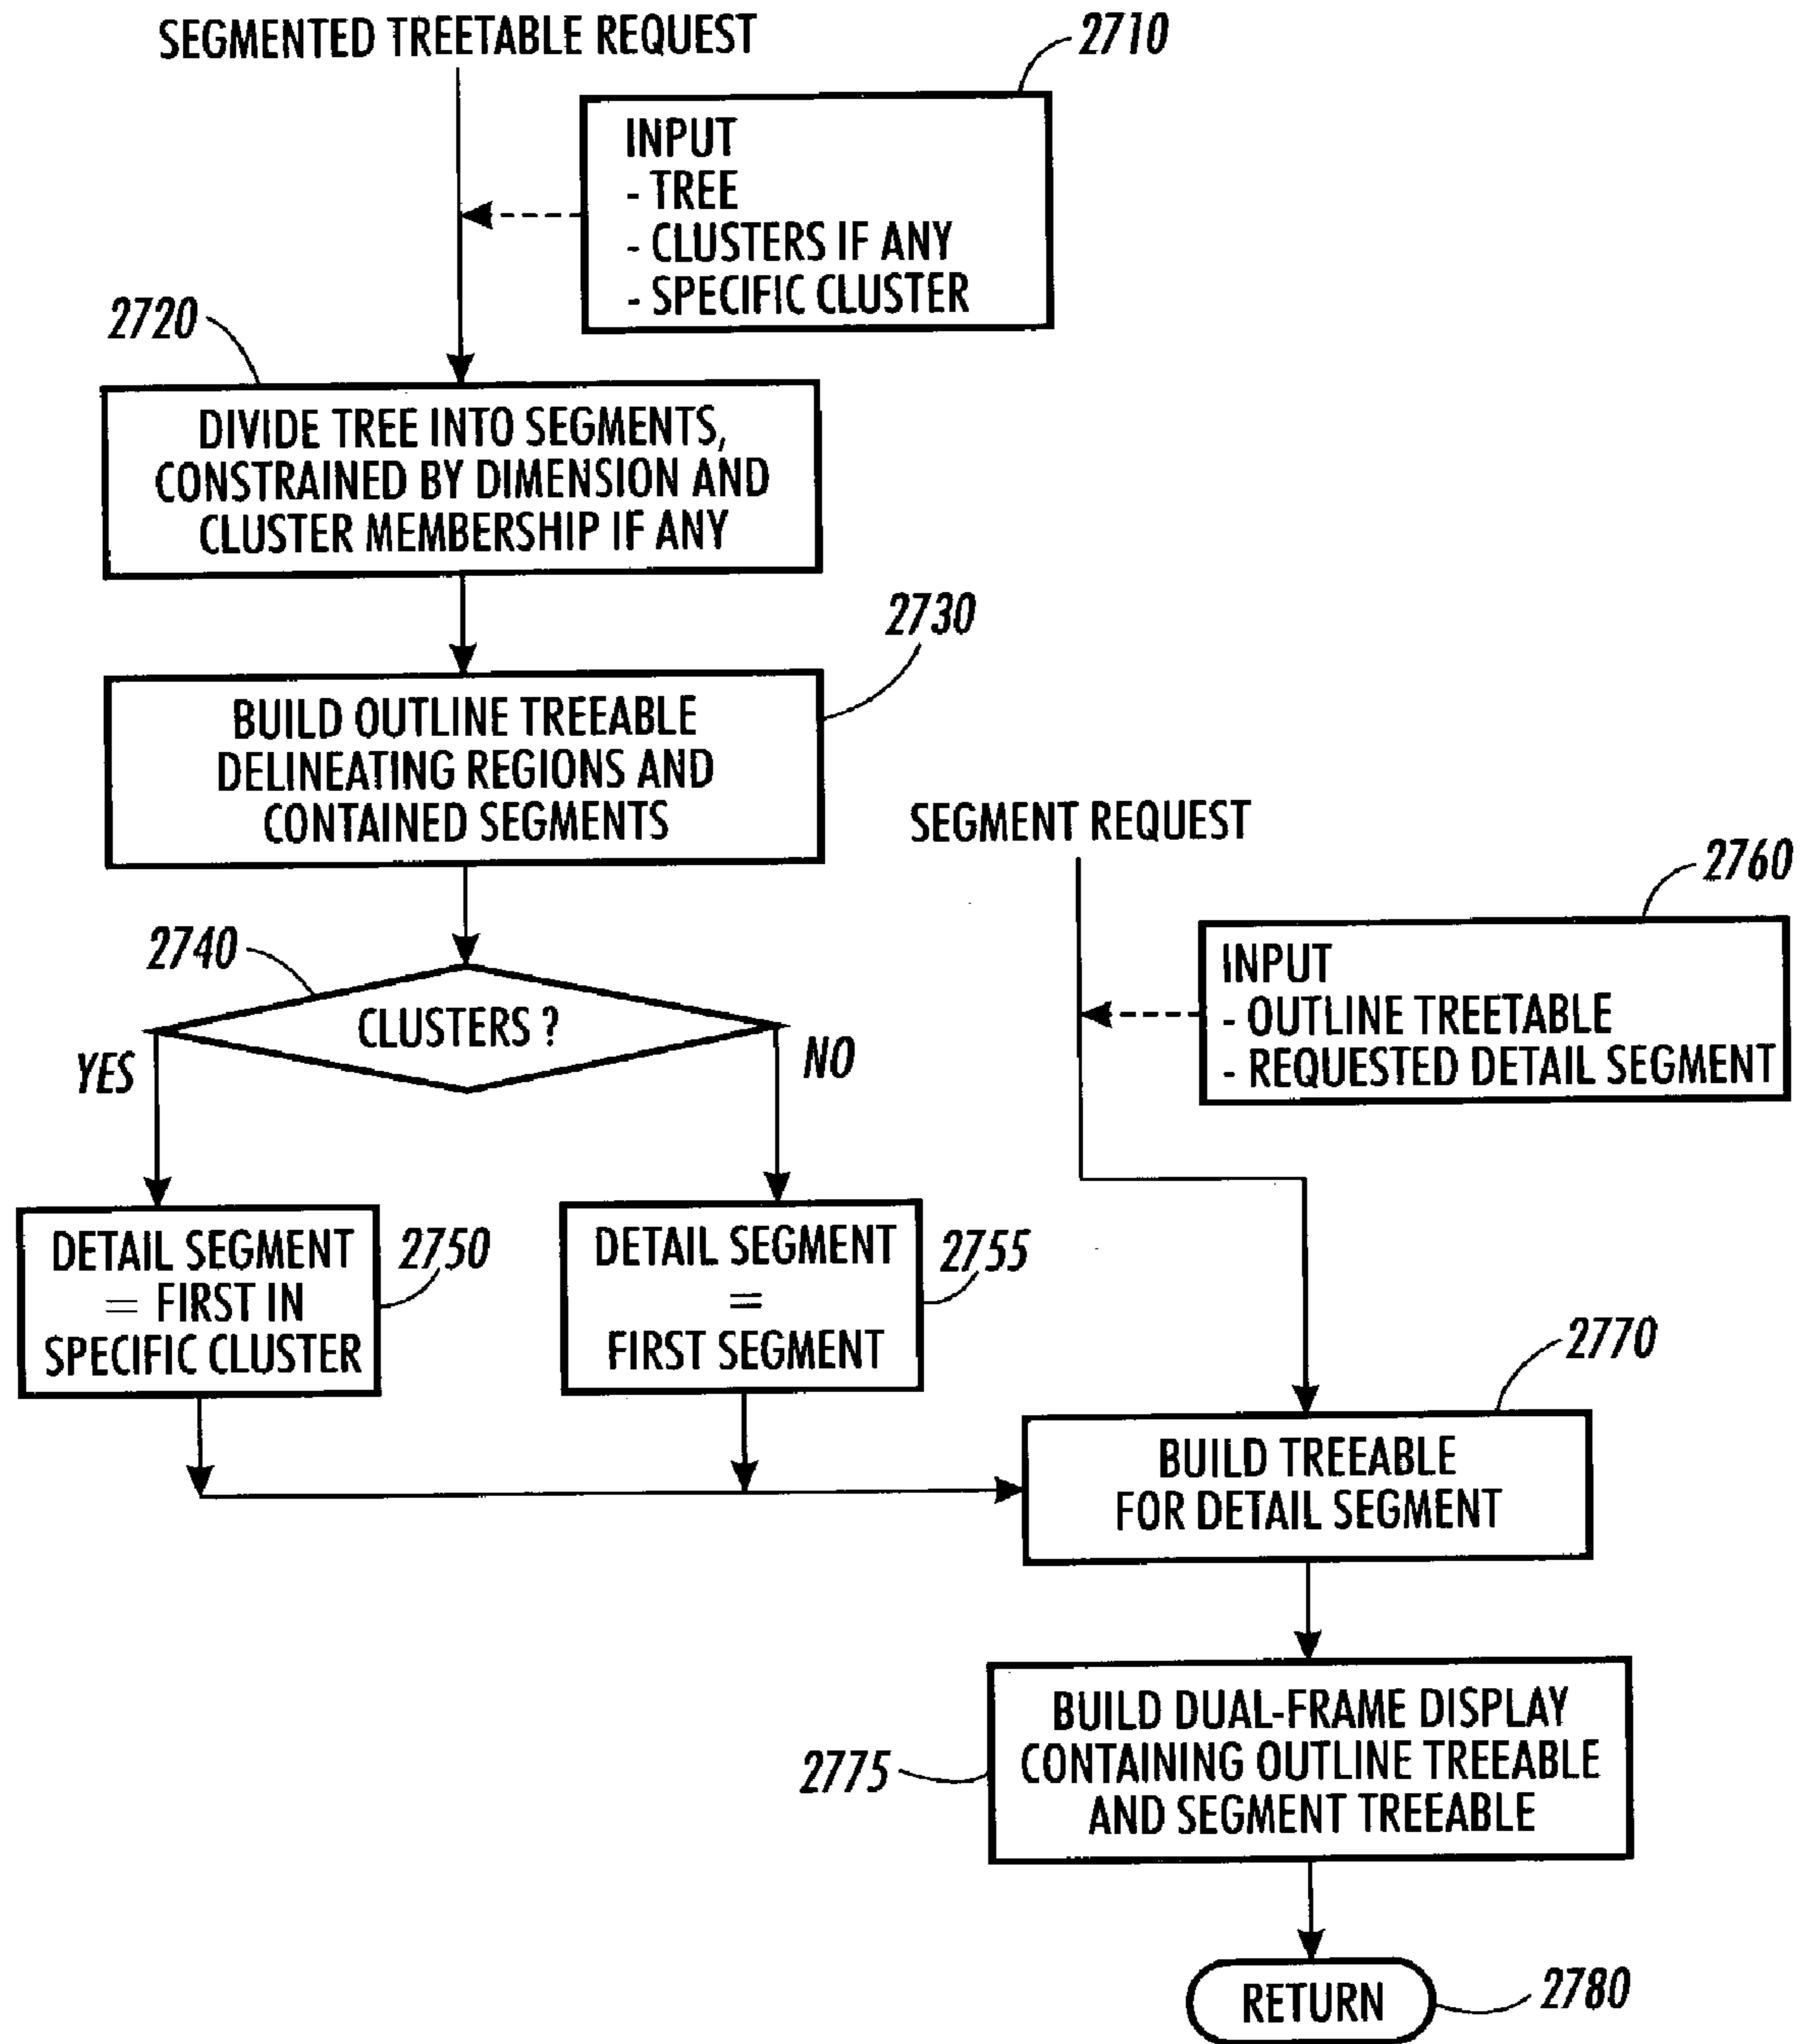 SEGMENTED TREETABLE REQUEST
2710
INPUT
- TREE
- CLUSTERS IF ANY
- SPECIFIC CLUSTER
2720
DIVIDE TREE INTO SEGMENTS,
CONSTRAINED BY DIMENSION AND
CLUSTER MEMBERSHIP IF ANY
2730
BUILD OUTLINE TREEABLE
DELINEATING REGIONS AND
CONTAINED SEGMENTS
SEGMENT REQUEST
2760
INPUT
- OUTLINE TREETABLE
- REQUESTED DETAIL SEGMENT
2740
CLUSTERS ?
YES
NO
DETAIL SEGMENT
= FIRST IN
SPECIFIC CLUSTER
2750
DETAIL SEGMENT
=
FIRST SEGMENT
2755
2770
BUILD TREEABLE
FOR DETAIL SEGMENT
2775
BUILD DUAL-FRAME DISPLAY
CONTAINING OUTLINE TREEABLE
AND SEGMENT TREEABLE
RETURN
2780